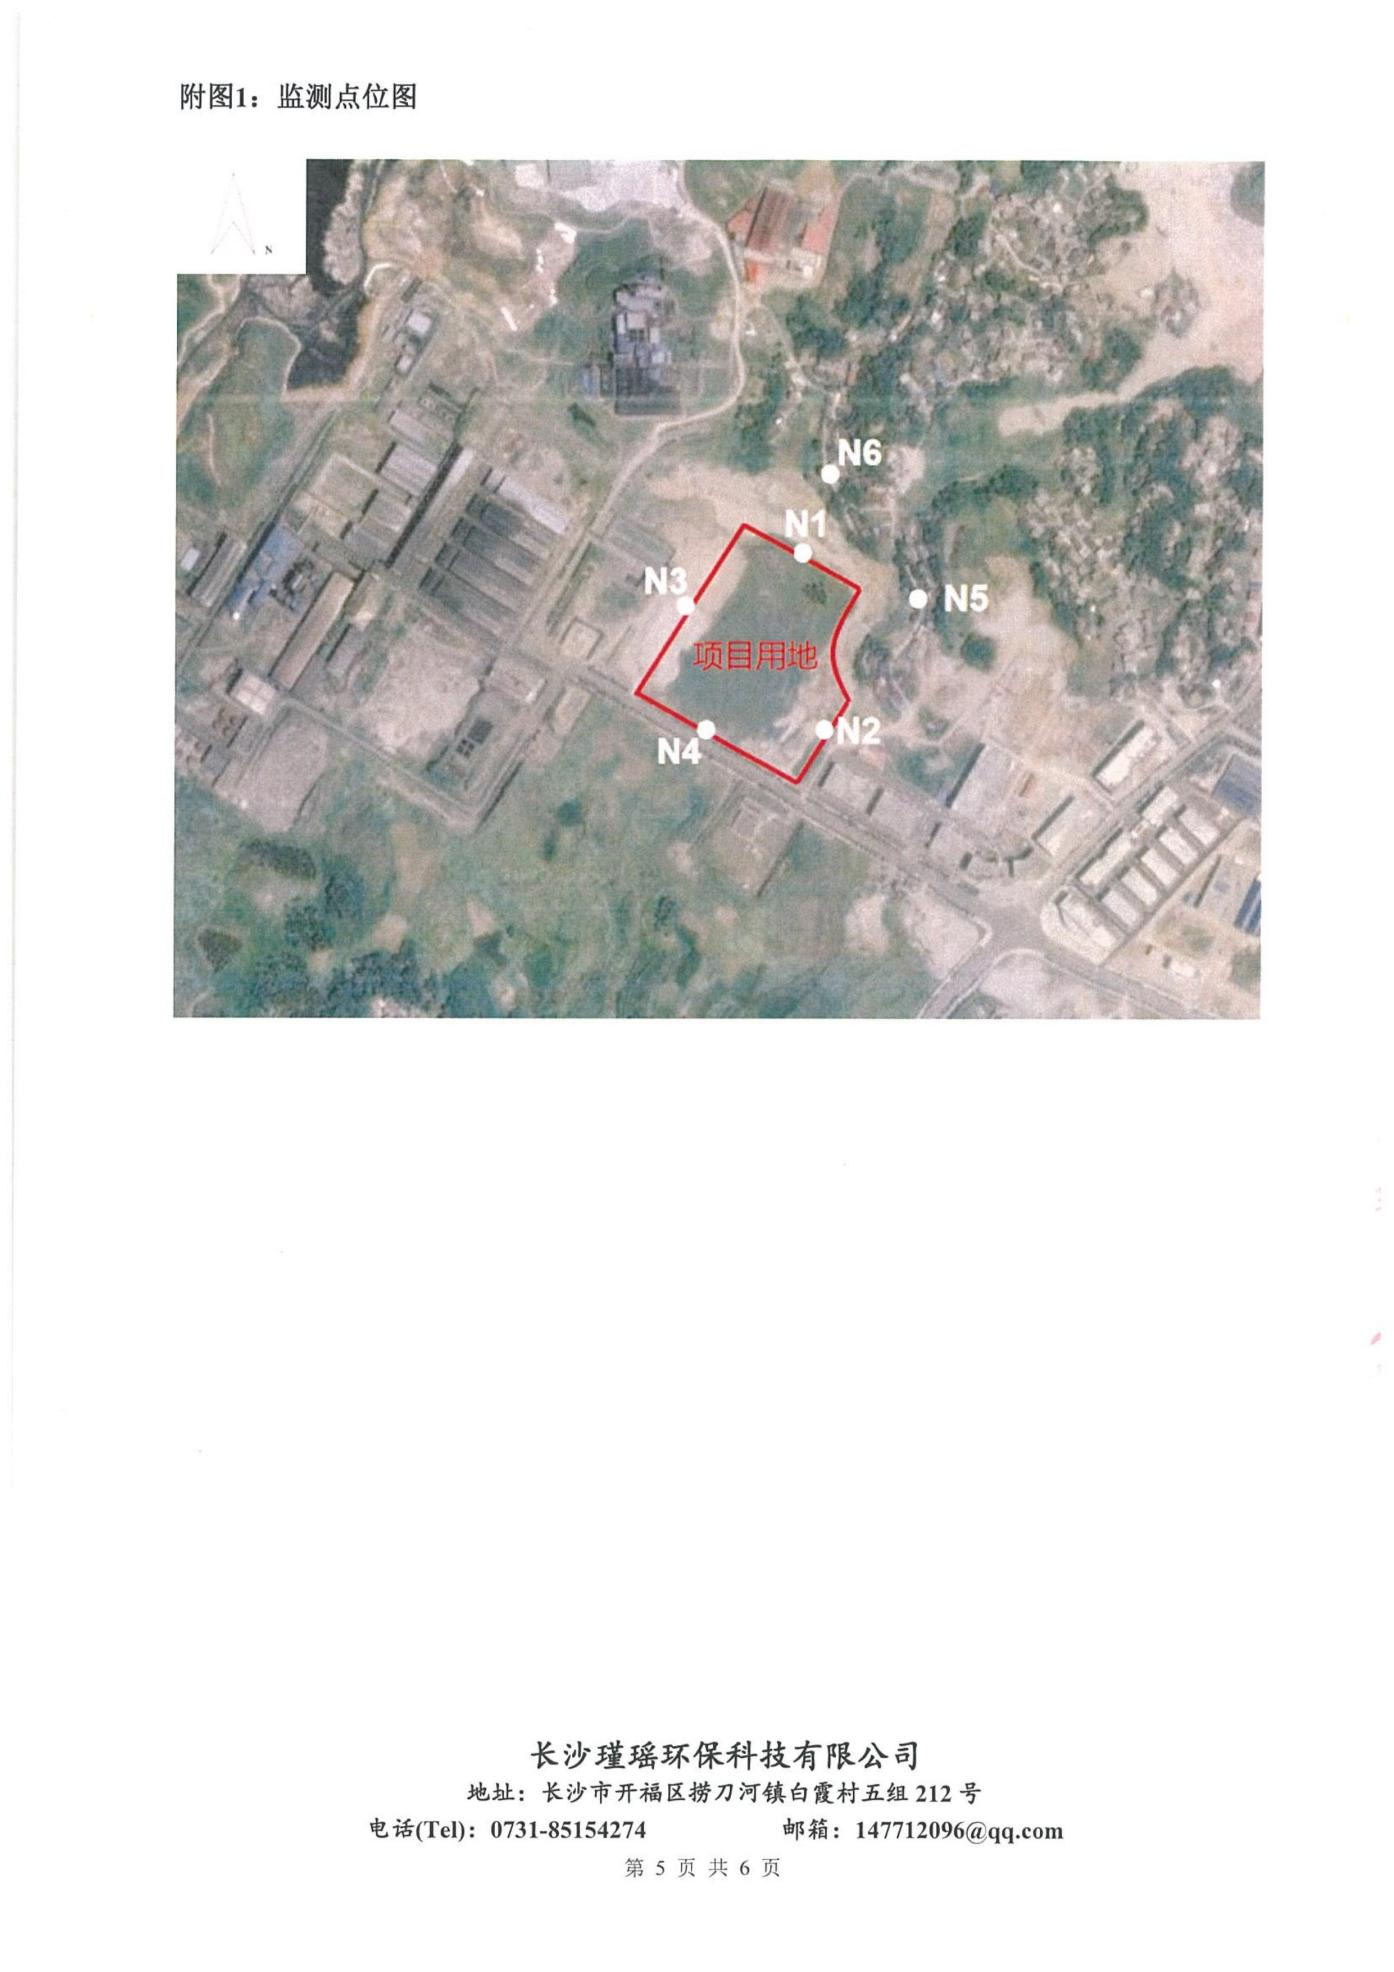 附图1：监测点位图
N
N6
N1
N3
N5
项目用地
N2
N4
长沙瑾瑶环保科技有限公司
地址：长沙市开福区捞刀河镇白霞村五组 212 号
电话(Tel)：0731-85154274 邮箱：147712096@qq.com
第 5 页 共 6 页